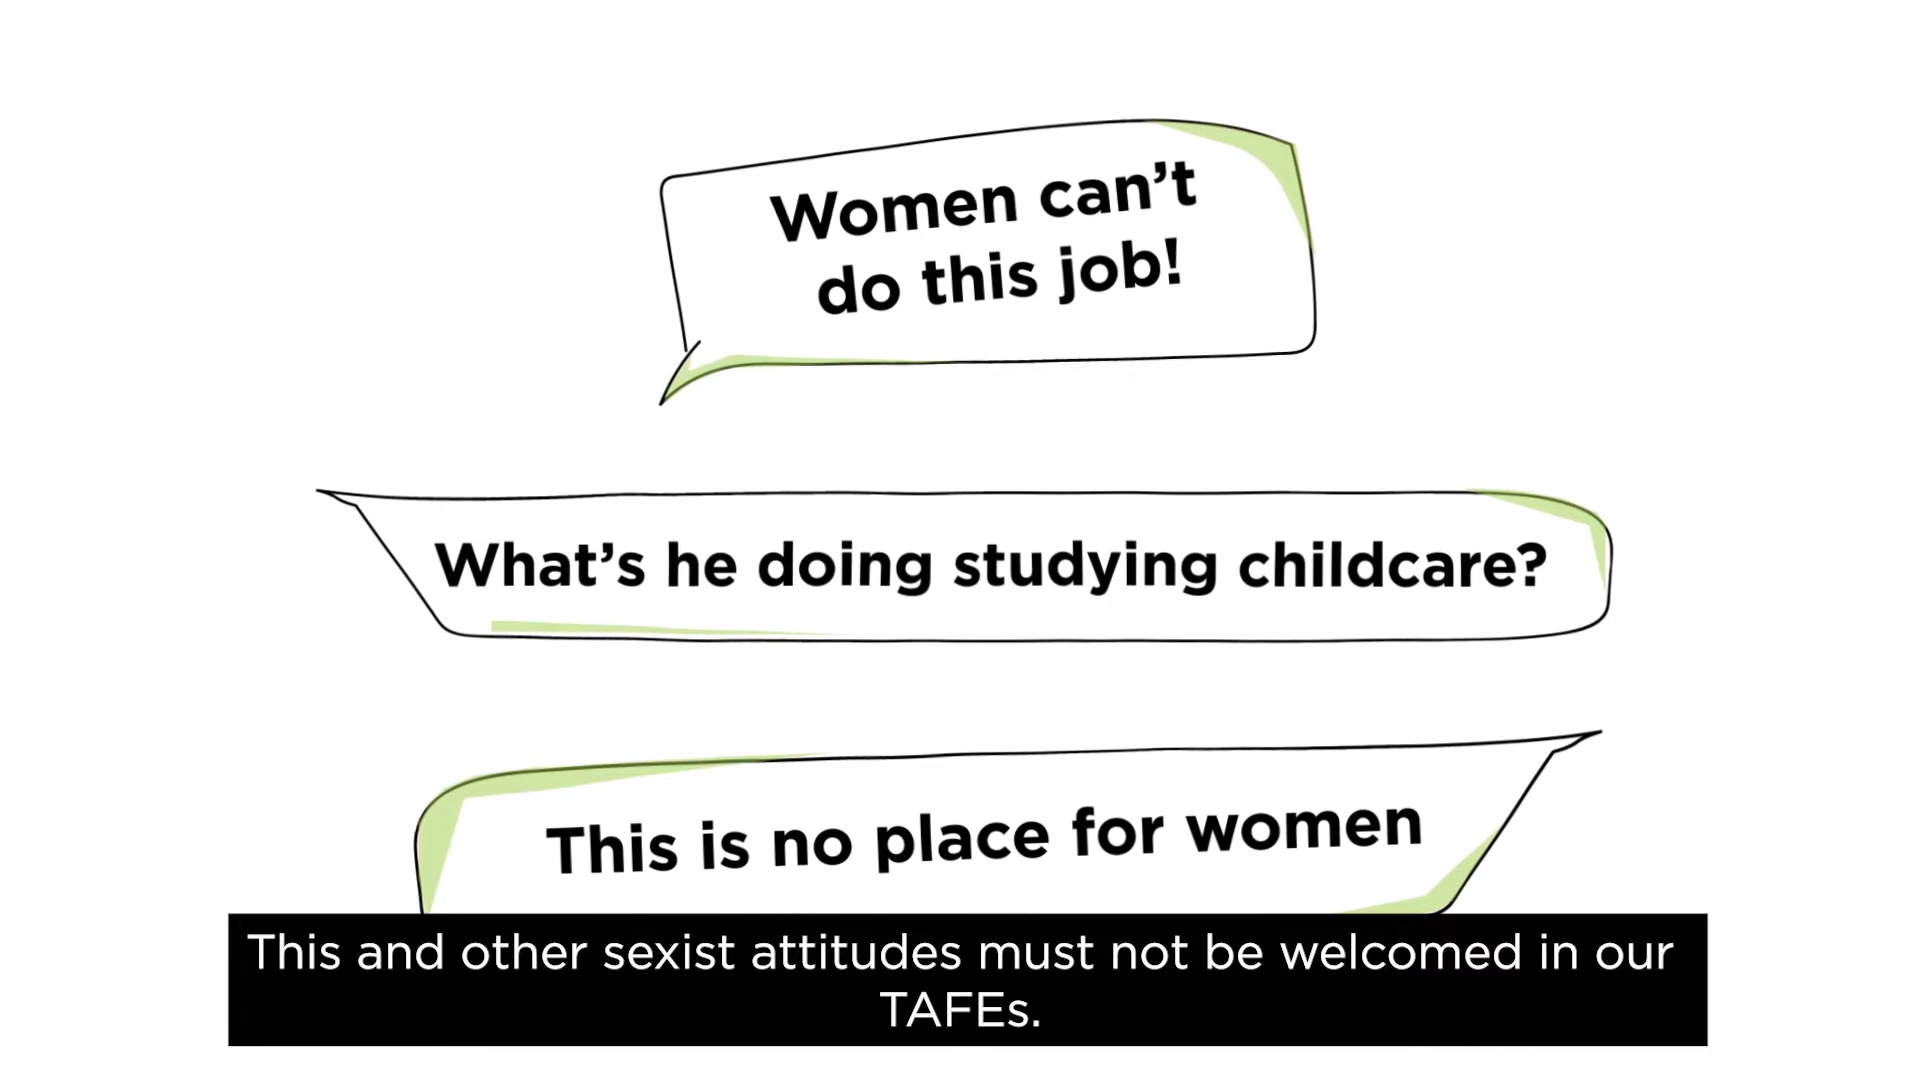 Women can’t
do this job!
What’s he doing studying childcare?
This is no place for women
This and other sexist attitudes must not be welcomed in our
TAFEs.